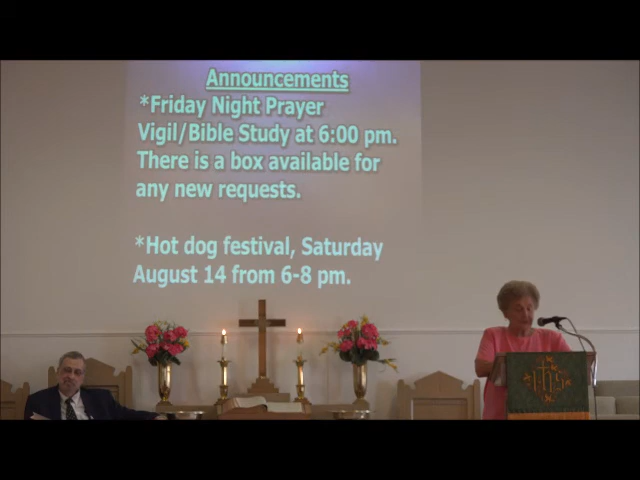 Announcements
*Friday Night Prayer
Vigil/Bible Study at 6:00 pm.
There is a box available for
any new requests.
*Hot dog festival, Saturday
August 14 from 6-8 pm.
IHS